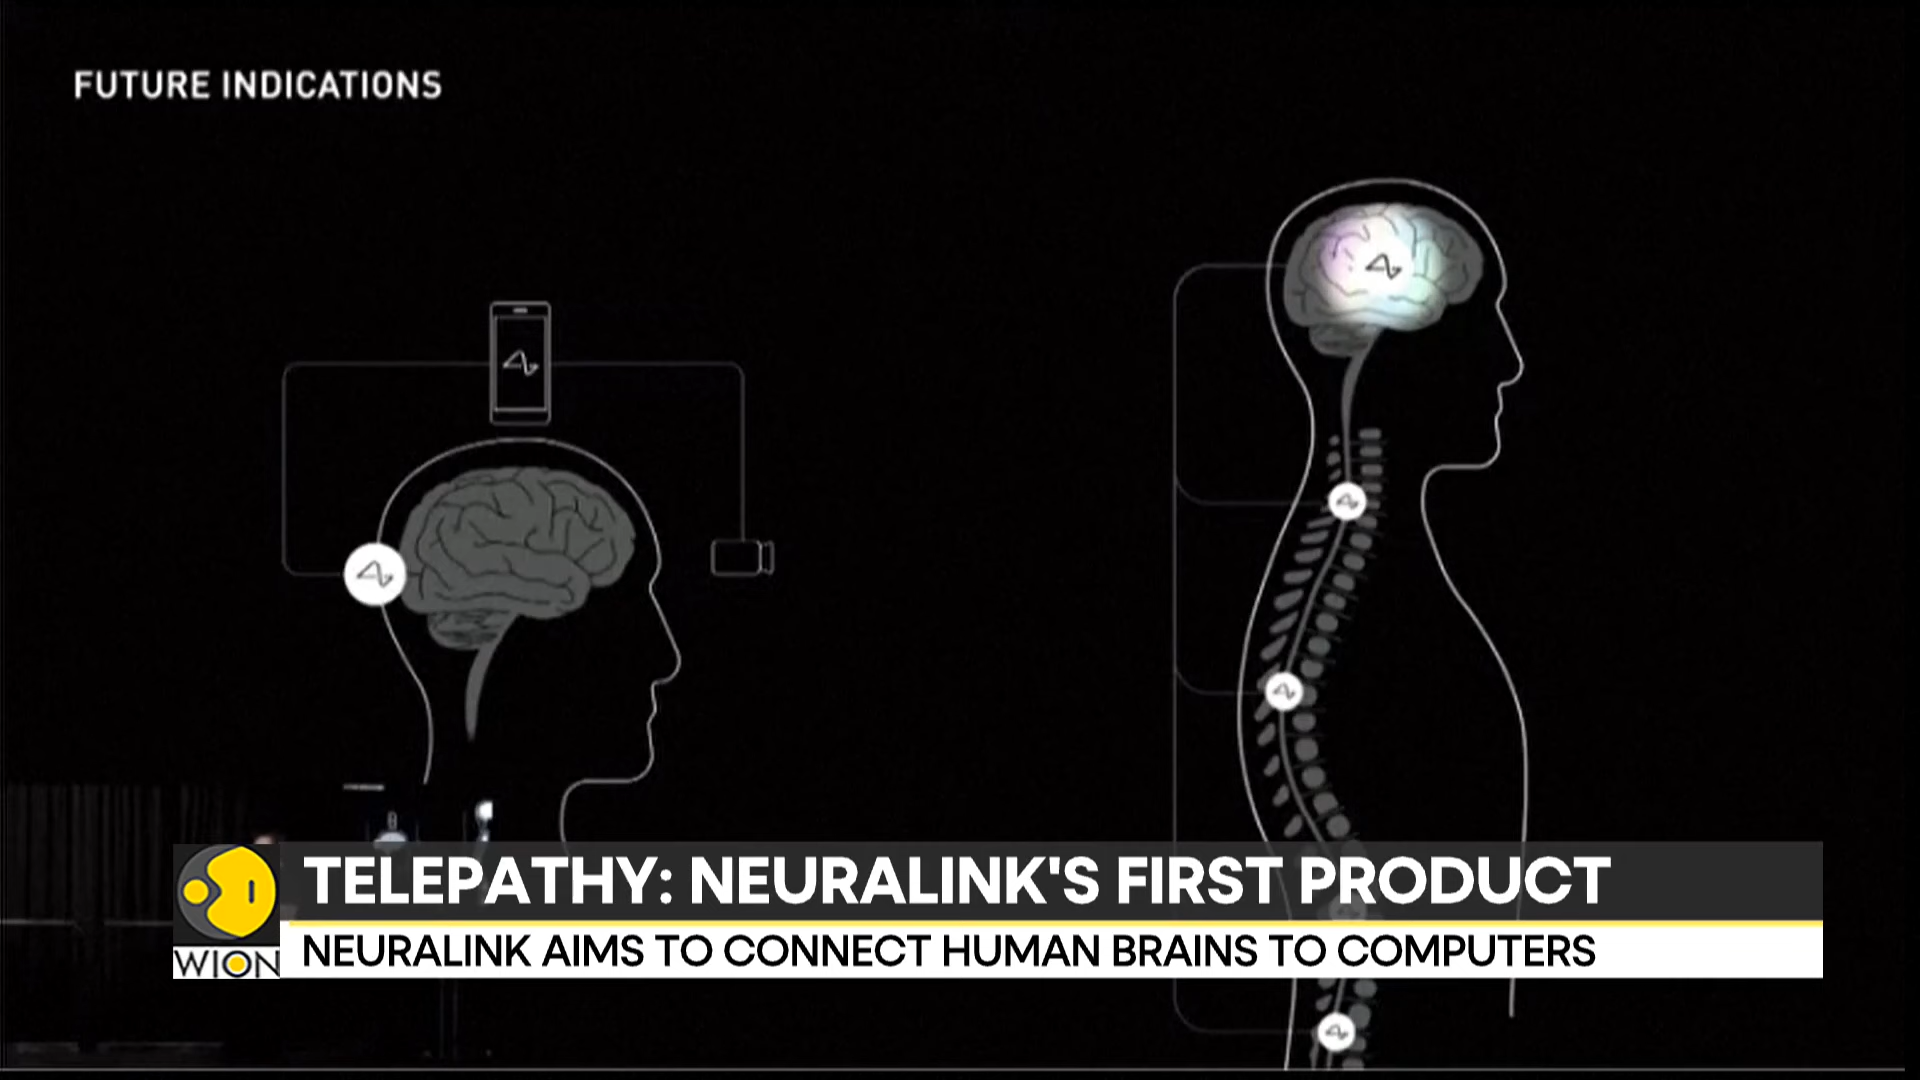 FUTURE INDICATIONS
TELEPATHY: NEURALINK'S FIRST PRODUCT
NEURALINK AIMS TO CONNECT HUMAN BRAINS TO COMPUTERS
WION